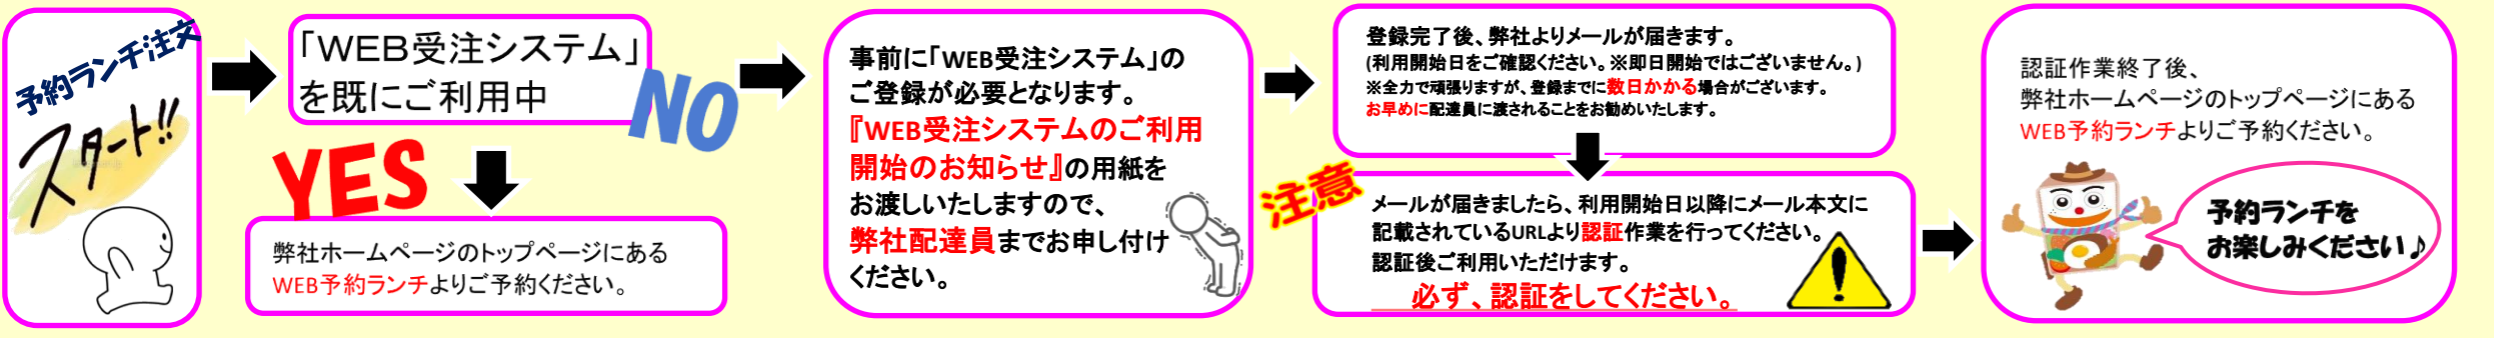 予約ランチ注文
スタート!!
「WEB受注システム」
を既にご利用中
YES
NO
弊社ホームページのトップページにある
WEB予約ランチよりご予約ください。
事前に「WEB受注システム」の
ご登録が必要となります。
『WEB受注システムのご利用
開始のお知らせ』の用紙を
お渡しいたしますので、
弊社配達員までお申し付け
ください。
登録完了後、弊社よりメールが届きます。
(利用開始日をご確認ください。※即日開始ではございません。)
※全力で頑張りますが、登録までに数日かかる場合がございます。
お早めに配達員に渡されることをお勧めいたします。
注意
メールが届きましたら、利用開始日以降にメール本文に
記載されているURLより認証作業を行ってください。
認証後ご利用いただけます。
必ず、認証をしてください。
認証作業終了後、
弊社ホームページのトップページにある
WEB予約ランチよりご予約ください。
予約ランチを
お楽しみください♪